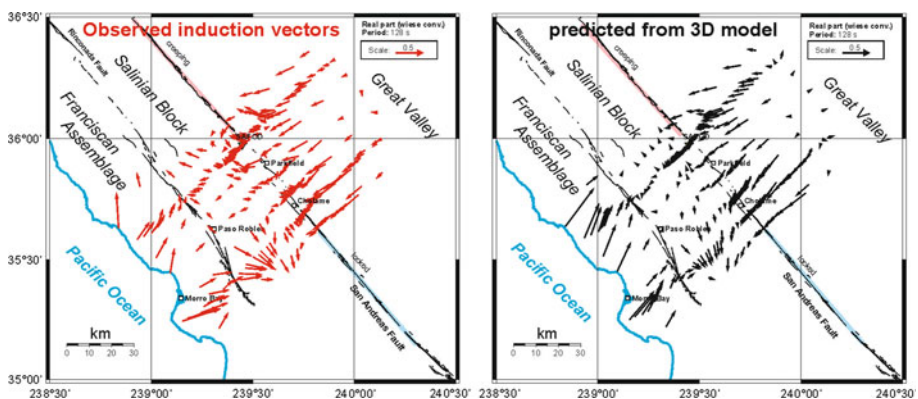 Observed induction vectors
Real part (wiese conv.)
Period: 128 s
Scale: 0.5
36°30'
36°00'
35°30'
35°00'
238°30'
239°00'
239°30'
240°00'
240°30'
Rinconada Fault
creeping
Salinian Block
Franciscan
Assemblage
Great Valley
Parkfield
Cholame
Paso Robles
Morro Bay
Pacific Ocean
locked
San Andreas Fault
km
0 10 20 30
predicted from 3D model
Real part (wiese conv.)
Period: 128 s
Scale: 0.5
238°30'
239°00'
239°30'
240°00'
240°30'
Rinconada Fault
creeping
Salinian Block
Franciscan
Assemblage
Great Valley
Parkfield
Cholame
Paso Robles
Morro Bay
Pacific Ocean
locked
San Andreas Fault
km
0 10 20 30